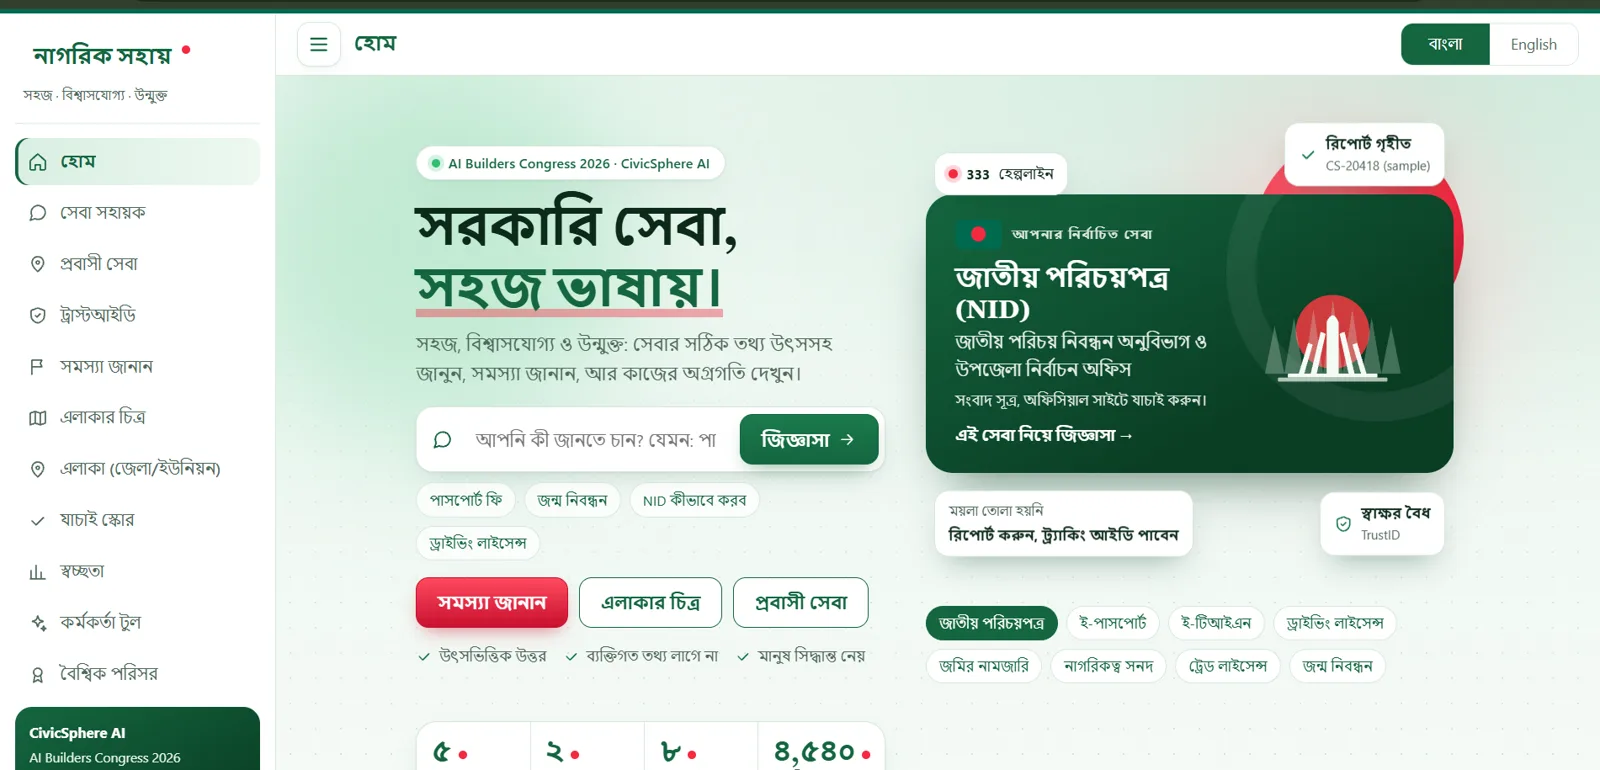 নাগরিক সহায়
সহজ · বিশ্বাসযোগ্য · উন্মুক্ত
হোম
সেবা সহায়ক
প্রবাসী সেবা
ট্রাস্টআইডি
সমস্যা জানান
এলাকার চিত্র
এলাকা (জেলা/ইউনিয়ন)
যাচাই স্কোর
স্বচ্ছতা
কর্মকর্তা টুল
বৈশ্বিক পরিসর
CivicSphere AI
AI Builders Congress 2026
হোম
বাংলা
English
AI Builders Congress 2026 · CivicSphere AI
সরকারি সেবা,
সহজ ভাষায়।
সহজ, বিশ্বাসযোগ্য ও উন্মুক্ত: সেবার সঠিক তথ্য উৎসসহ
জানুন, সমস্যা জানান, আর কাজের অগ্রগতি দেখুন।
আপনি কী জানতে চান? যেমন: পা
জিজ্ঞাসা →
পাসপোর্ট ফি
জন্ম নিবন্ধন
NID কীভাবে করব
ড্রাইভিং লাইসেন্স
সমস্যা জানান
এলাকার চিত্র
প্রবাসী সেবা
উৎসভিত্তিক উত্তর
ব্যক্তিগত তথ্য লাগে না
মানুষ সিদ্ধান্ত নেয়
৫
২
৮
৪,৫৪০
333 হেল্পলাইন
রিপোর্ট গৃহীত
CS-20418 (sample)
আপনার নির্বাচিত সেবা
জাতীয় পরিচয়পত্র
(NID)
জাতীয় পরিচয় নিবন্ধন অনুবিভাগ ও
উপজেলা নির্বাচন অফিস
সংবাদ সূত্র, অফিসিয়াল সাইটে যাচাই করুন।
এই সেবা নিয়ে জিজ্ঞাসা →
ময়লা তোলা হয়নি
রিপোর্ট করুন, ট্র্যাকিং আইডি পাবেন
স্বাক্ষর বৈধ
TrustID
জাতীয় পরিচয়পত্র
ই-পাসপোর্ট
ই-টিআইএন
ড্রাইভিং লাইসেন্স
জমির নামজারি
নাগরিকত্ব সনদ
ট্রেড লাইসেন্স
জন্ম নিবন্ধন